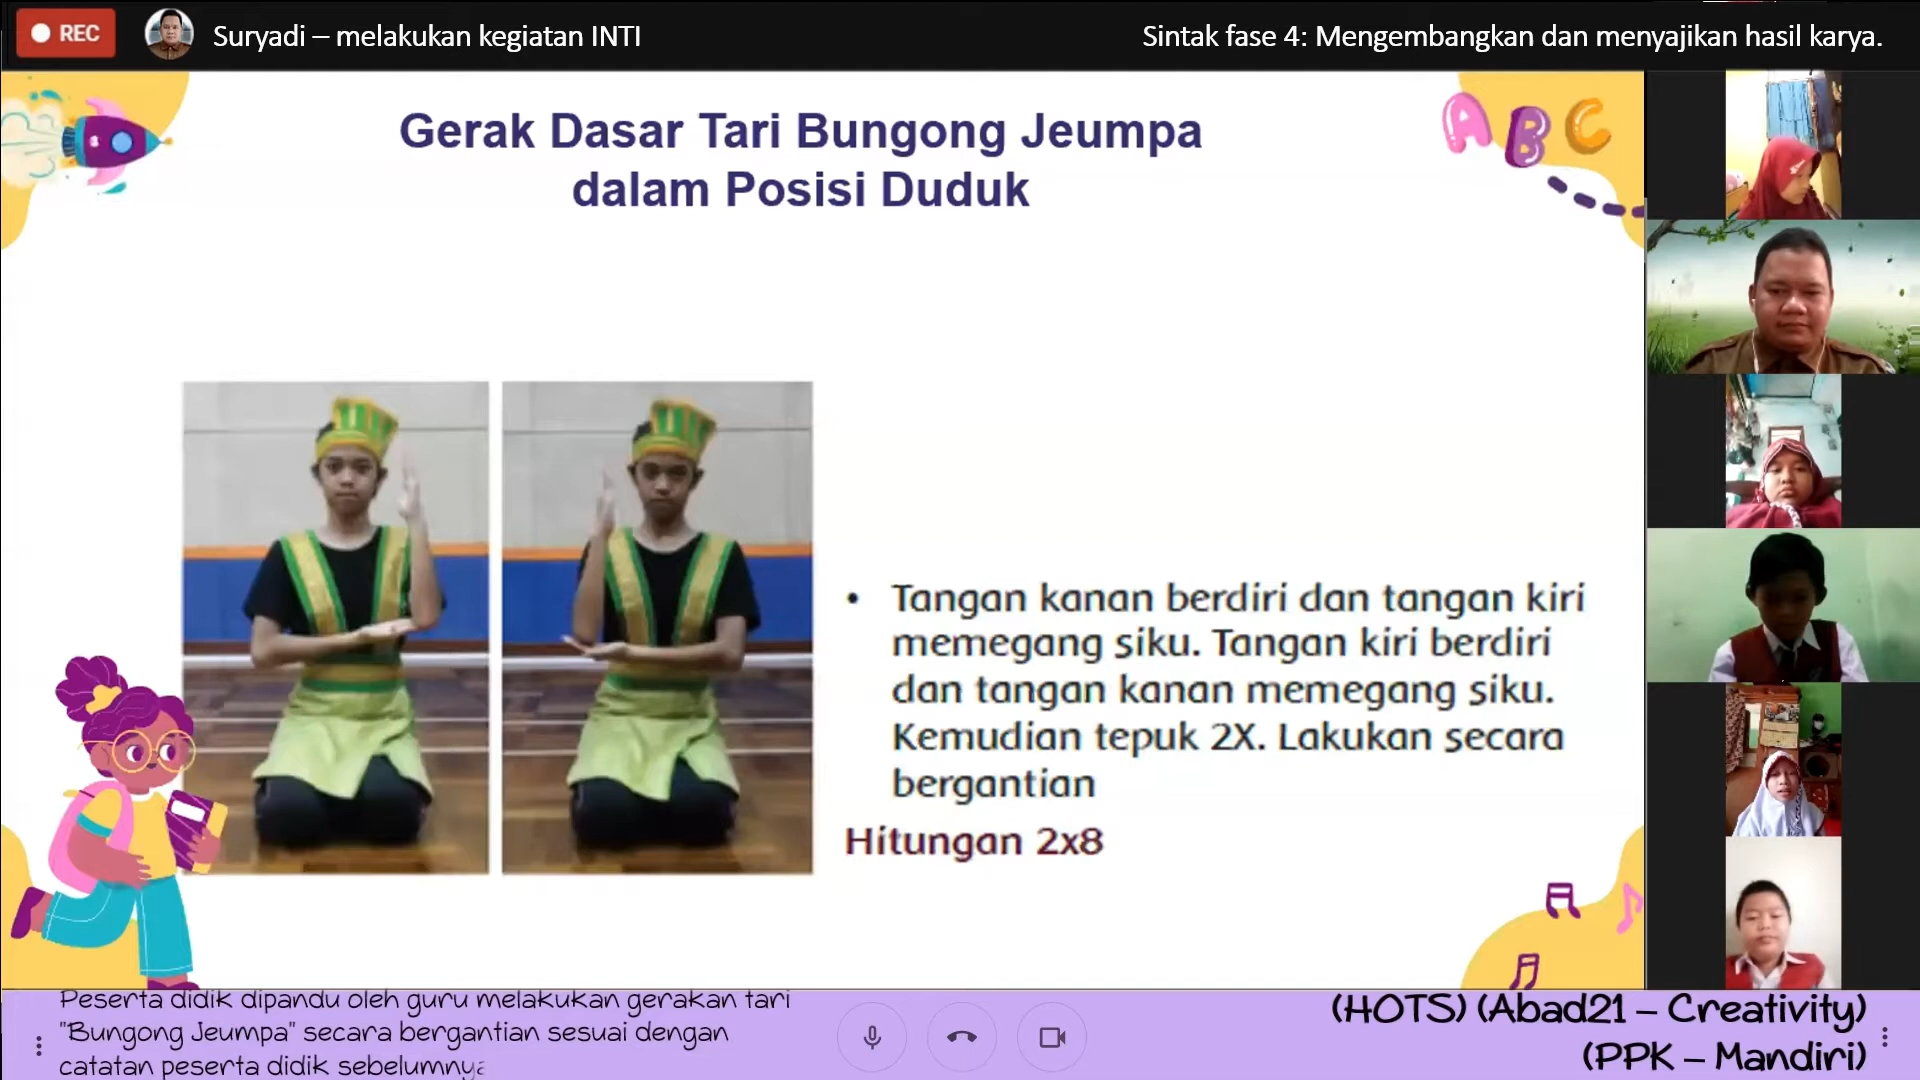 REC
Suryadi – melakukan kegiatan INTI
Sintak fase 4: Mengembangkan dan menyajikan hasil karya.
Gerak Dasar Tari Bungong Jeumpa
dalam Posisi Duduk
ABC
• Tangan kanan berdiri dan tangan kiri
memegang siku. Tangan kiri berdiri
dan tangan kanan memegang siku.
Kemudian tepuk 2X. Lakukan secara
bergantian
Hitungan 2x8
Peserta didik dipandu oleh guru melakukan gerakan tari
"Bungong Jeumpa" secara bergantian sesuai dengan
catatan peserta didik sebelumnya
(HOTS) (Abad21 – Creativity)
(PPK – Mandiri)